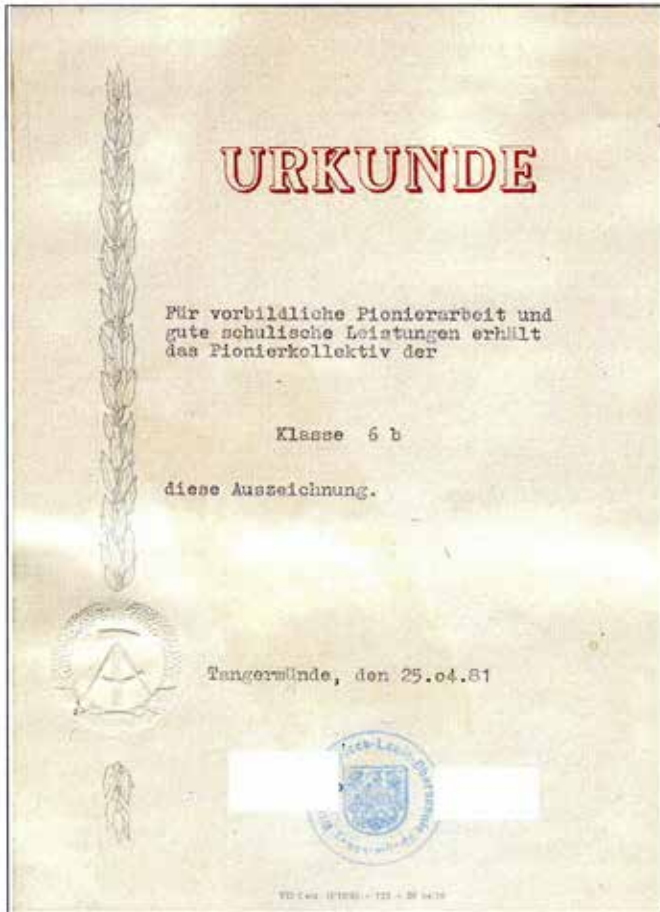 URKUNDE
Für vorbildliche Pionierarbeit und
gute schulische Leistungen erhält
das Pionierkollektiv der
Klasse 6 b
diese Auszeichnung.
Tangermünde, den 25.o4.81